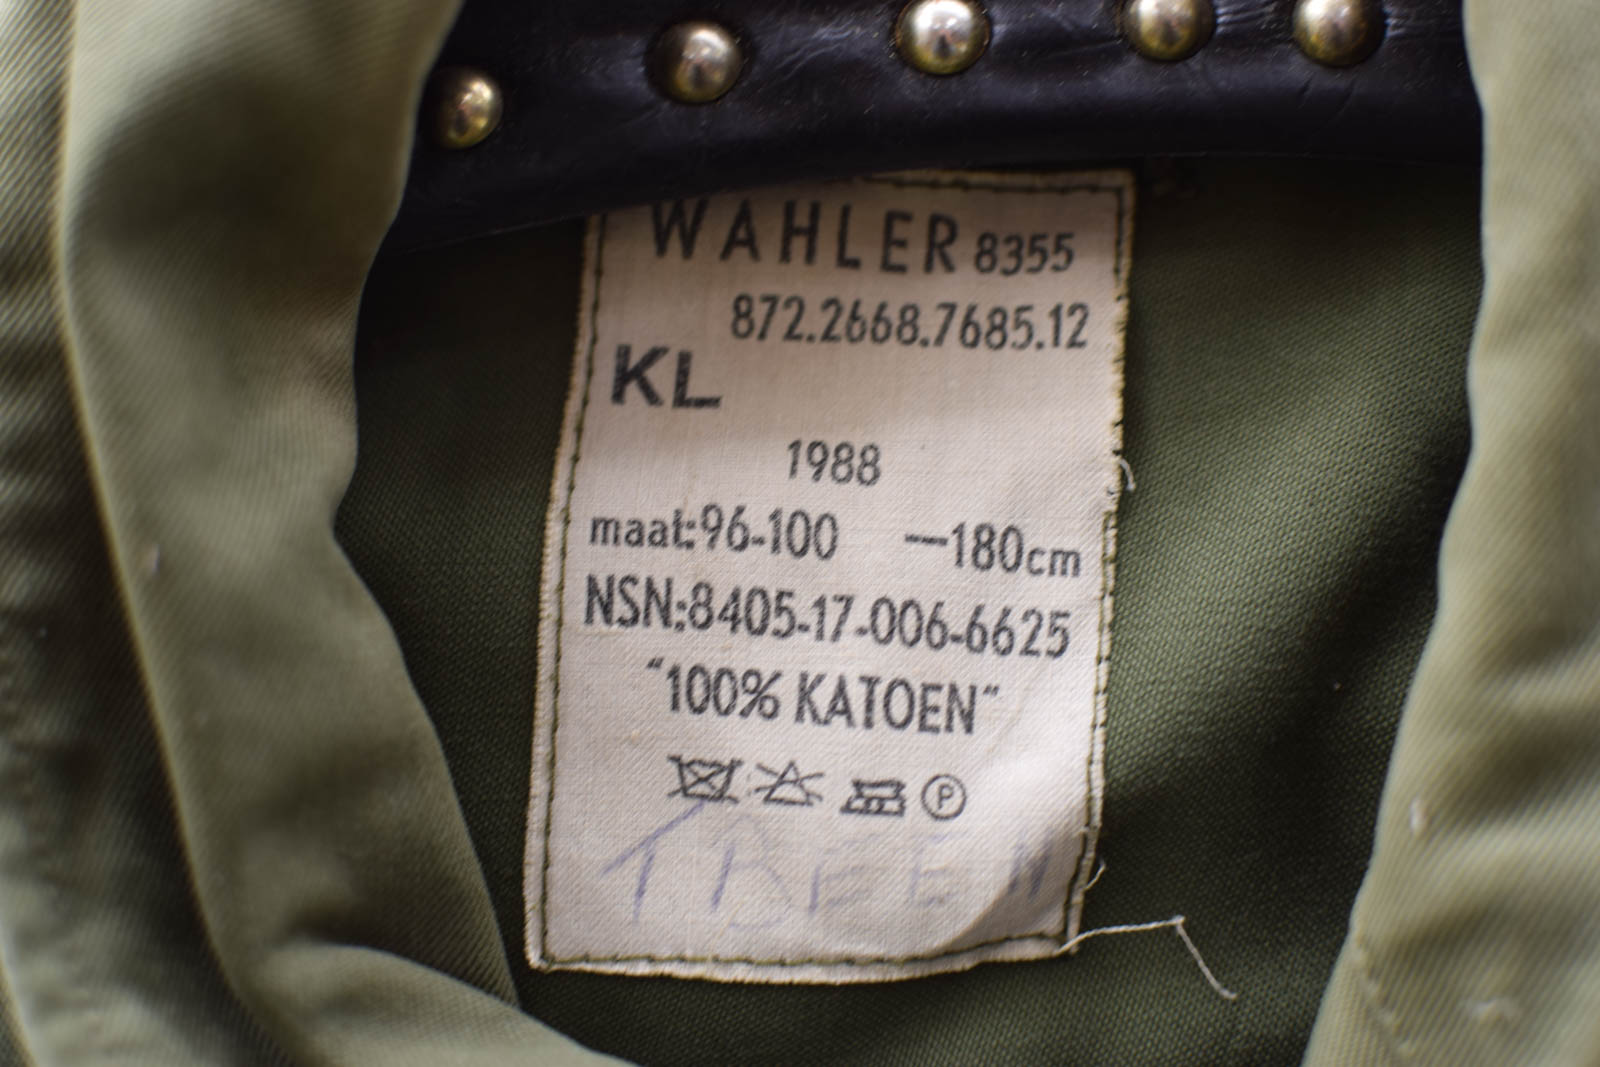 WAHLER 8355
872.2668.7685.12
KL
1988
maat:96-100 —180cm
NSN:8405-17-006-6625
"100% KATOEN"
P